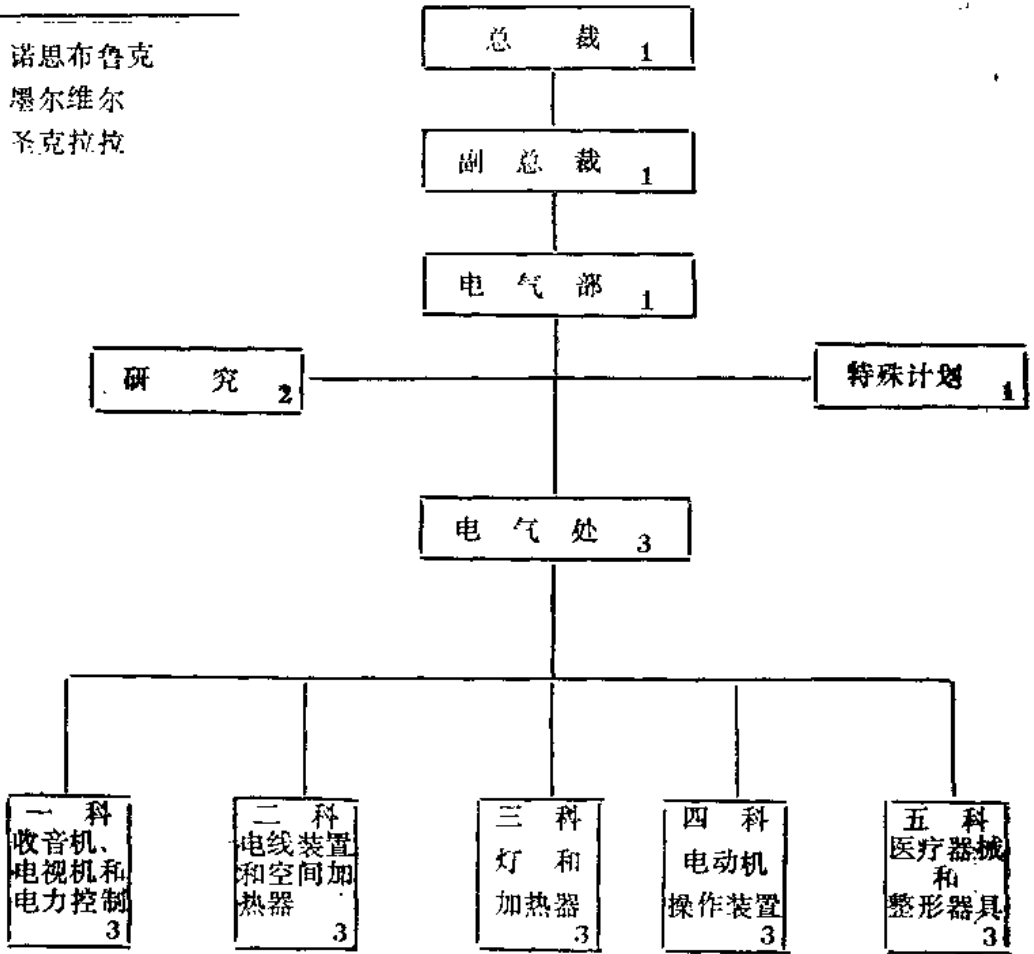 诺思布鲁克
墨尔维尔
圣克拉拉
总裁 1
副总裁 1
电气部 1
研究 2
特殊计划 1
电气处 3
一科
收音机、
电视机和
电力控制
3
二科
电线装置
和空间加
热器
3
三科
灯和
加热器
3
四科
电动机
操作装置
3
五科
医疗器械
和
整形器具
3